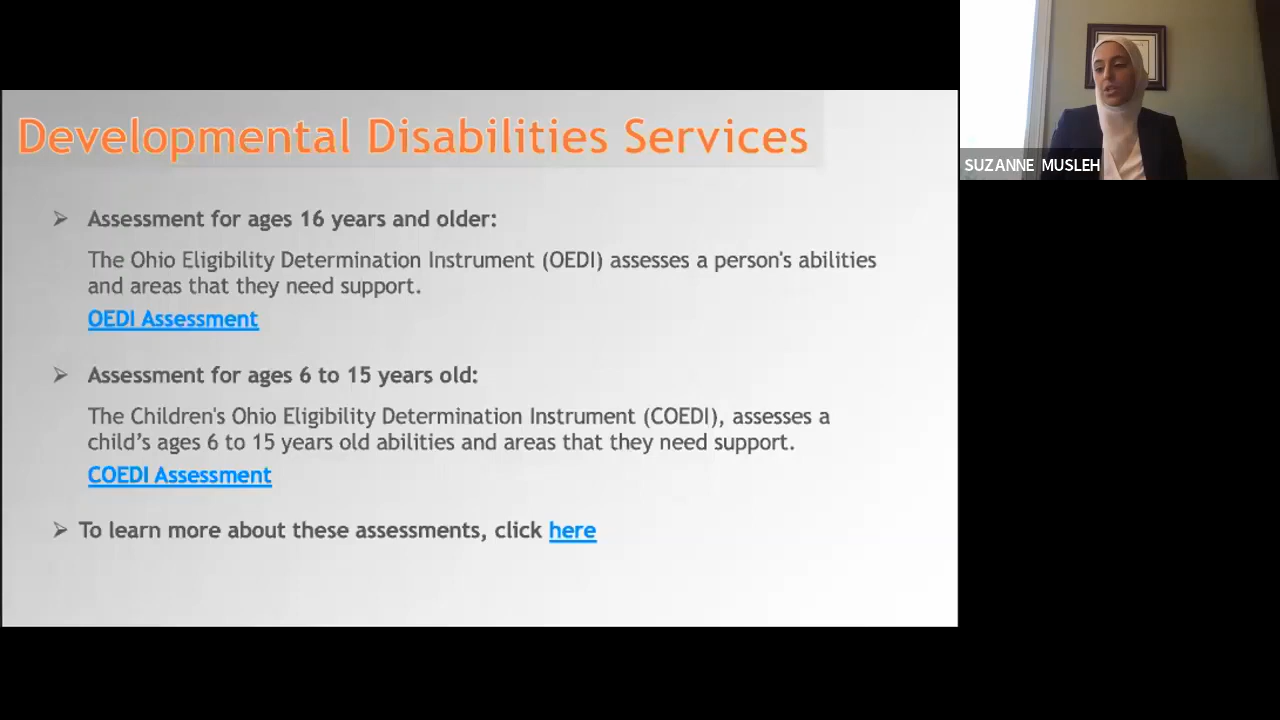 Developmental Disabilities Services
SUZANNE MUSLEH
➢ Assessment for ages 16 years and older:
The Ohio Eligibility Determination Instrument (OEDI) assesses a person's abilities
and areas that they need support.
OEDI Assessment
➢ Assessment for ages 6 to 15 years old:
The Children's Ohio Eligibility Determination Instrument (COEDI), assesses a
child’s ages 6 to 15 years old abilities and areas that they need support.
COEDI Assessment
➢ To learn more about these assessments, click here